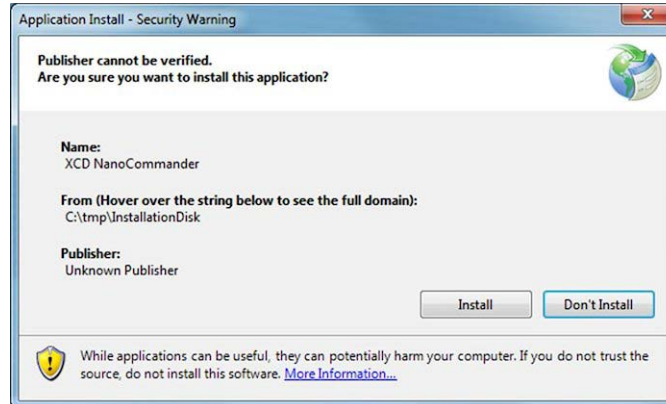 Application Install - Security Warning
Publisher cannot be verified.
Are you sure you want to install this application?
Name:
XCD NanoCommander
From (Hover over the string below to see the full domain):
C:\tmp\InstallationDisk
Publisher:
Unknown Publisher
Install Don't Install
While applications can be useful, they can potentially harm your computer. If you do not trust the
source, do not install this software. More Information...